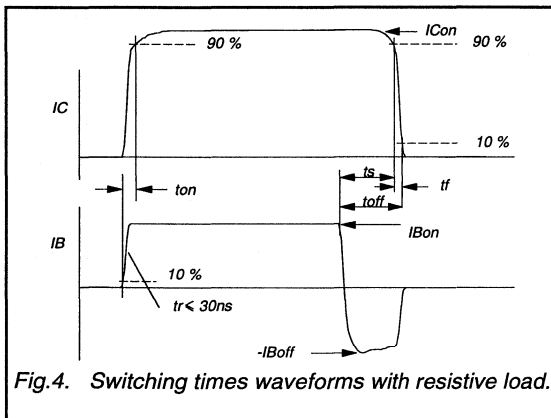 ICon
90 %
90 %
IC
10 %
ts
ton
tf
toff
IB
IBon
10 %
tr ⩽ 30ns
-IBoff
Fig.4. Switching times waveforms with resistive load.